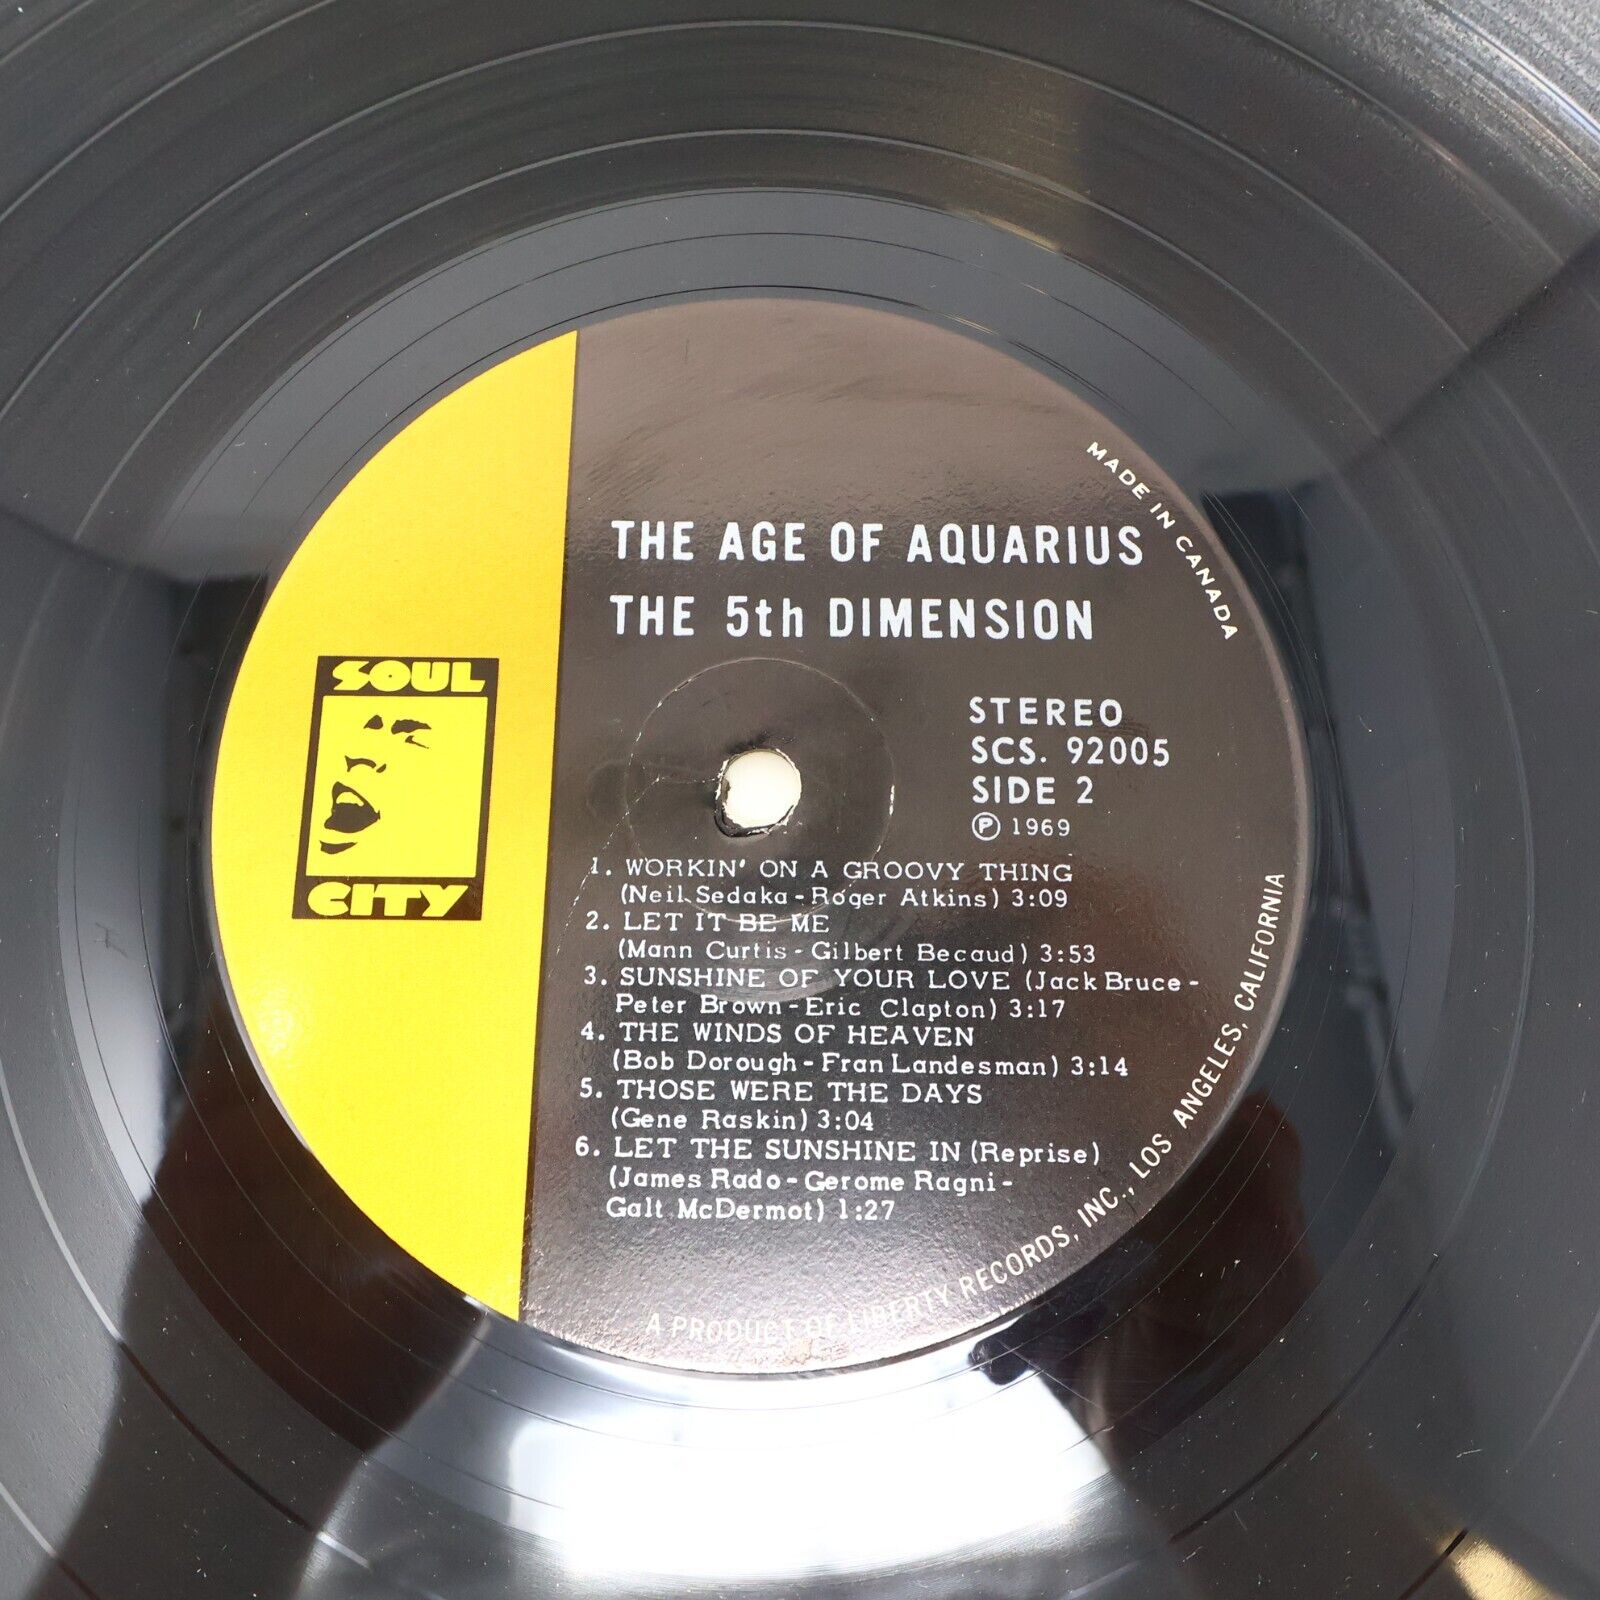 SOUL
CITY
THE AGE OF AQUARIUS
THE 5th DIMENSION
STEREO
SCS. 92005
SIDE 2
Ⓟ 1969
1. WORKIN' ON A GROOVY THING
(Neil Sedaka - Roger Atkins) 3:09
2. LET IT BE ME
(Mann Curtis - Gilbert Becaud) 3:53
3. SUNSHINE OF YOUR LOVE (Jack Bruce -
Peter Brown - Eric Clapton) 3:17
4. THE WINDS OF HEAVEN
(Bob Dorough - Fran Landesman) 3:14
5. THOSE WERE THE DAYS
(Gene Raskin) 3:04
6. LET THE SUNSHINE IN (Reprise)
(James Rado - Gerome Ragni -
Galt McDermot) 1:27
MADE IN CANADA
A PRODUCT OF LIBERTY RECORDS, INC., LOS ANGELES, CALIFORNIA